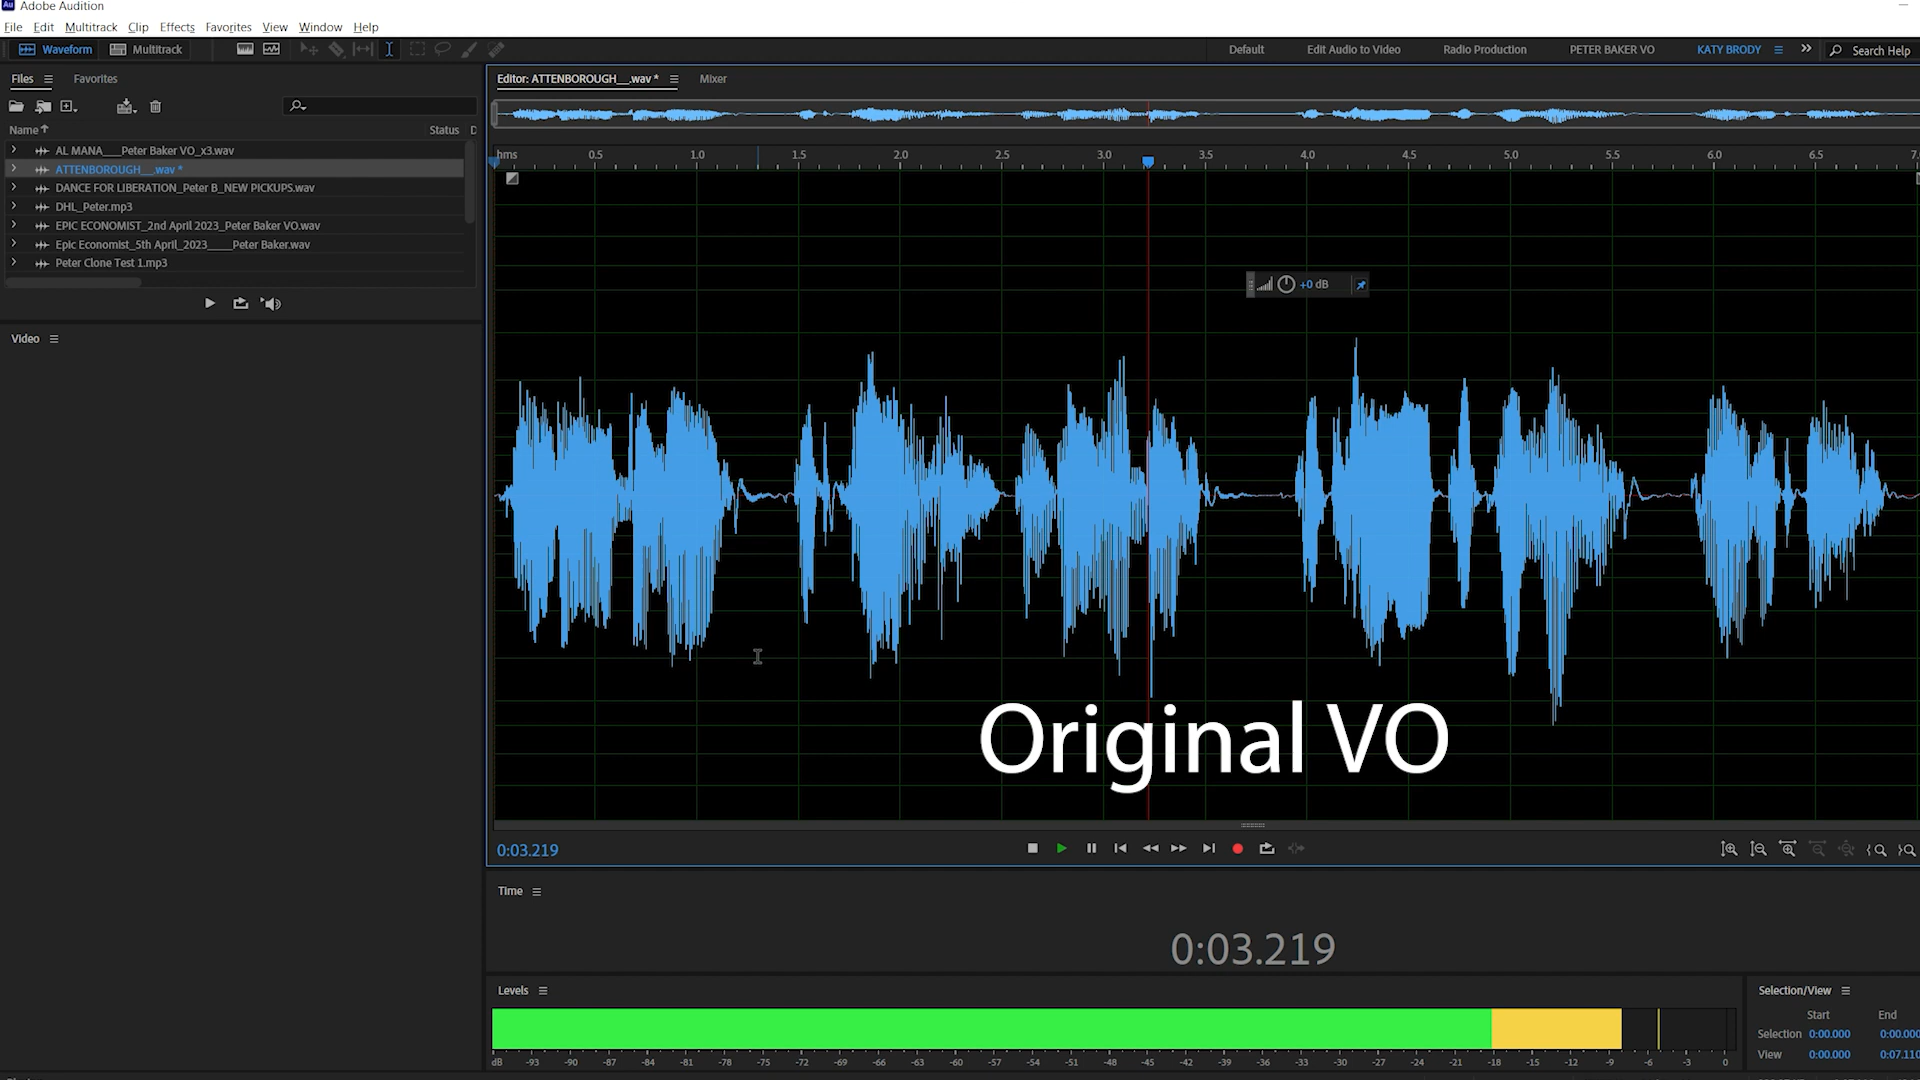 Au Adobe Audition
File Edit Multitrack Clip Effects Favorites View Window Help
Waveform Multitrack Default Edit Audio to Video Radio Production PETER BAKER VO KATY BRODY Search Help
Files Favorites
Name Status D
AL MANA___Peter Baker VO_x3.wav
ATTENBOROUGH__.wav *
DANCE FOR LIBERATION_Peter B_NEW PICKUPS.wav
DHL_Peter.mp3
EPIC ECONOMIST_2nd April 2023_Peter Baker VO.wav
Epic Economist_5th April_2023____Peter Baker.wav
Peter Clone Test 1.mp3
Video
Editor: ATTENBOROUGH__.wav * Mixer
hms 0.5 1.0 1.5 2.0 2.5 3.0 3.5 4.0 4.5 5.0 5.5 6.0 6.5 7.0
+0 dB
Original VO
0:03.219
Time
0:03.219
Levels
dB -93 -90 -87 -84 -81 -78 -75 -72 -69 -66 -63 -60 -57 -54 -51 -48 -45 -42 -39 -36 -33 -30 -27 -24 -21 -18 -15 -12 -9 -6 -3 0
Selection/View
Start End
Selection 0:00.000 0:00.000
View 0:00.000 0:07.110